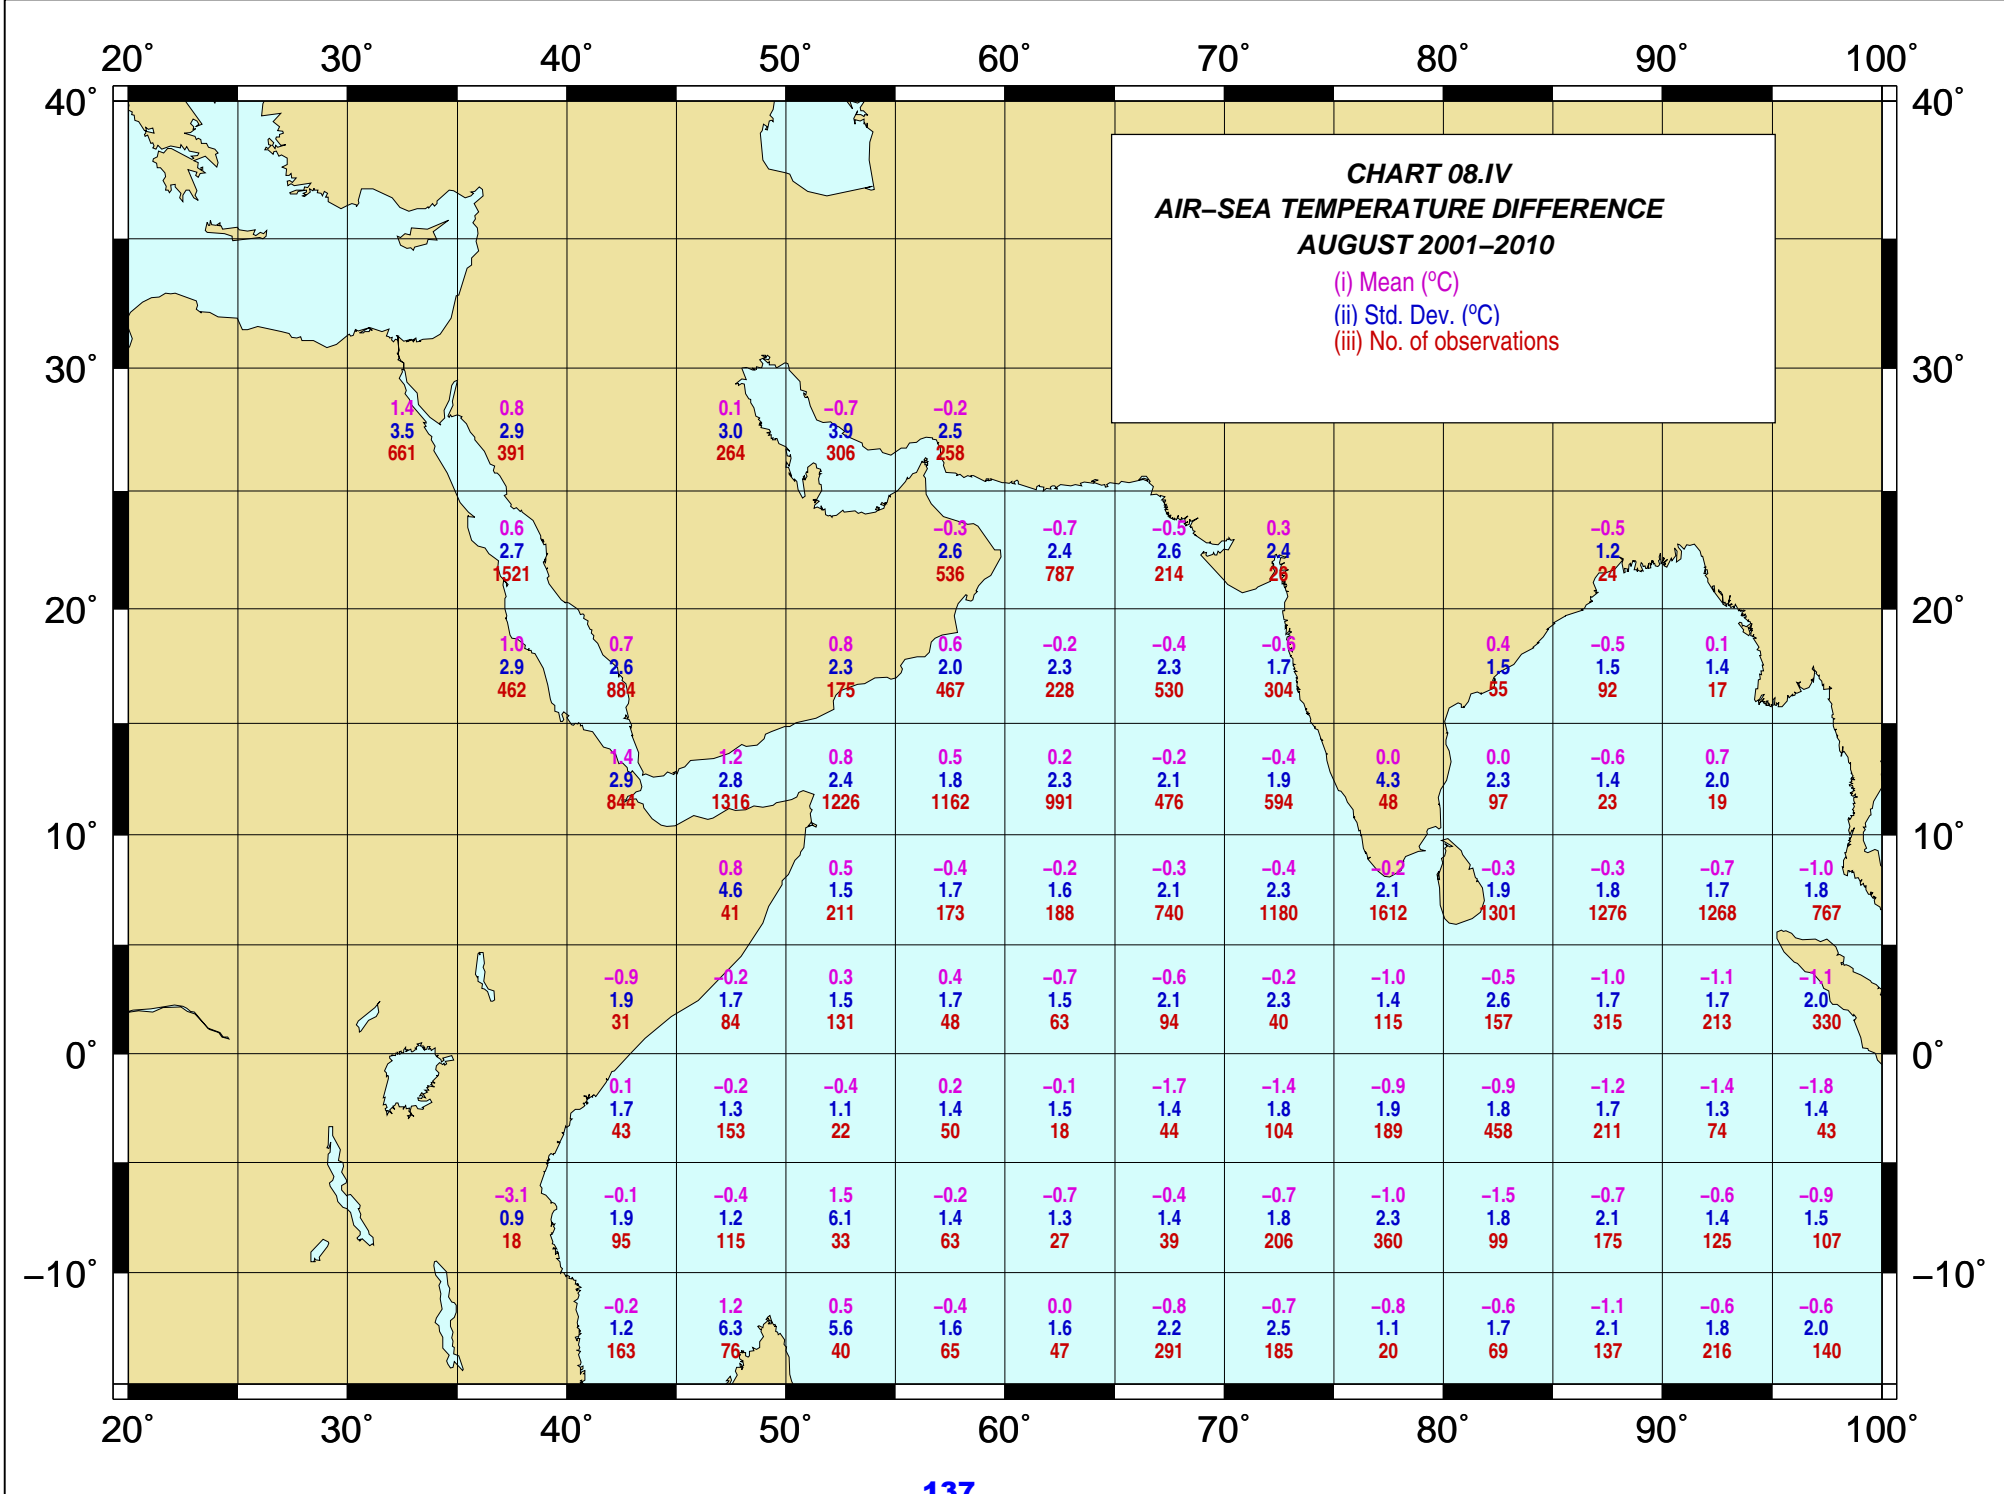 20° 30° 40° 50° 60° 70° 80° 90° 100°
40° 40°
CHART 08.IV
AIR–SEA TEMPERATURE DIFFERENCE
AUGUST 2001–2010
(i) Mean (ºC)
(ii) Std. Dev. (ºC)
(iii) No. of observations
30° 30°
1.4 0.8 0.1 −0.7 −0.2
3.5 2.9 3.0 3.9 2.5
661 391 264 306 258
0.6 −0.3 −0.7 −0.5 0.3 −0.5
2.7 2.6 2.4 2.6 2.4 1.2
1521 536 787 214 26 24
20° 20°
1.0 0.7 0.8 0.6 −0.2 −0.4 −0.6 0.4 −0.5 0.1
2.9 2.6 2.3 2.0 2.3 2.3 1.7 1.5 1.5 1.4
462 884 175 467 228 530 304 55 92 17
1.4 1.2 0.8 0.5 0.2 −0.2 −0.4 0.0 0.0 −0.6 0.7
2.9 2.8 2.4 1.8 2.3 2.1 1.9 4.3 2.3 1.4 2.0
844 1316 1226 1162 991 476 594 48 97 23 19
10° 10°
0.8 0.5 −0.4 −0.2 −0.3 −0.4 −0.2 −0.3 −0.3 −0.7 −1.0
4.6 1.5 1.7 1.6 2.1 2.3 2.1 1.9 1.8 1.7 1.8
41 211 173 188 740 1180 1612 1301 1276 1268 767
−0.9 −0.2 0.3 0.4 −0.7 −0.6 −0.2 −1.0 −0.5 −1.0 −1.1 −1.1
1.9 1.7 1.5 1.7 1.5 2.1 2.3 1.4 2.6 1.7 1.7 2.0
31 84 131 48 63 94 40 115 157 315 213 330
0° 0°
0.1 −0.2 −0.4 0.2 −0.1 −1.7 −1.4 −0.9 −0.9 −1.2 −1.4 −1.8
1.7 1.3 1.1 1.4 1.5 1.4 1.8 1.9 1.8 1.7 1.3 1.4
43 153 22 50 18 44 104 189 458 211 74 43
−3.1 −0.1 −0.4 1.5 −0.2 −0.7 −0.4 −0.7 −1.0 −1.5 −0.7 −0.6 −0.9
0.9 1.9 1.2 6.1 1.4 1.3 1.4 1.8 2.3 1.8 2.1 1.4 1.5
18 95 115 33 63 27 39 206 360 99 175 125 107
−10° −10°
−0.2 1.2 0.5 −0.4 0.0 −0.8 −0.7 −0.8 −0.6 −1.1 −0.6 −0.6
1.2 6.3 5.6 1.6 1.6 2.2 2.5 1.1 1.7 2.1 1.8 2.0
163 76 40 65 47 291 185 20 69 137 216 140
20° 30° 40° 50° 60° 70° 80° 90° 100°
137